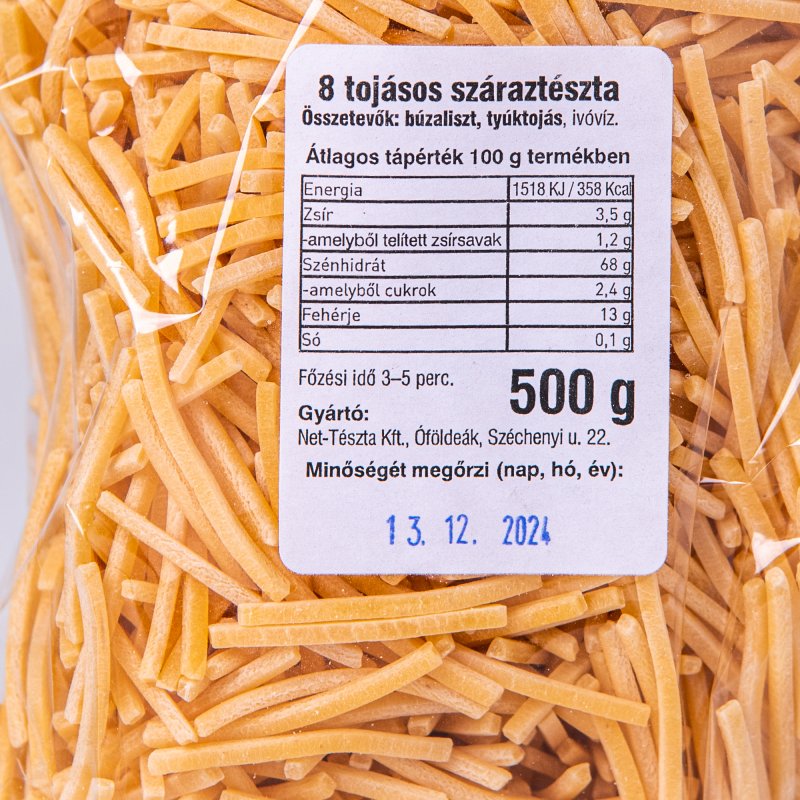 8 tojásos száraztészta
Összetevők: búzaliszt, tyúktojás, ivóvíz.
Átlagos tápérték 100 g termékben
Energia 1518 KJ / 358 Kcal
Zsír 3,5 g
-amelyből telített zsírsavak 1,2 g
Szénhidrát 68 g
-amelyből cukrok 2,4 g
Fehérje 13 g
Só 0,1 g
Főzési idő 3–5 perc.
500 g
Gyártó:
Net-Tészta Kft., Óföldeák, Széchenyi u. 22.
Minőségét megőrzi (nap, hó, év):
13. 12. 2024